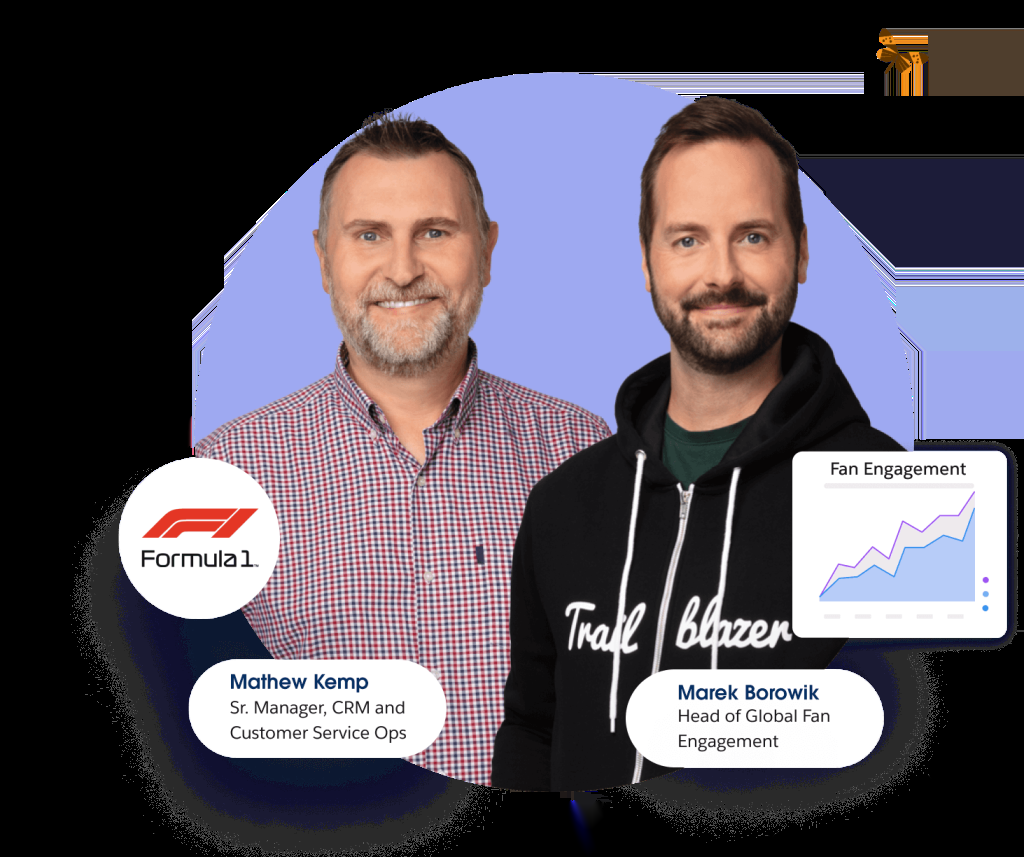 Fan Engagement
Formula 1
TM
Trailblazer
Mathew Kemp
Sr. Manager, CRM and
Customer Service Ops
Marek Borowik
Head of Global Fan
Engagement